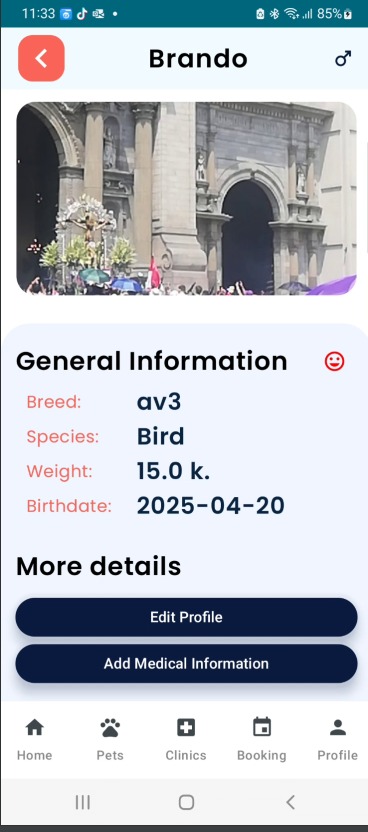 11:33 85%
Brando
General Information
Breed: av3
Species: Bird
Weight: 15.0 k.
Birthdate: 2025-04-20
More details
Edit Profile
Add Medical Information
Home Pets Clinics Booking Profile